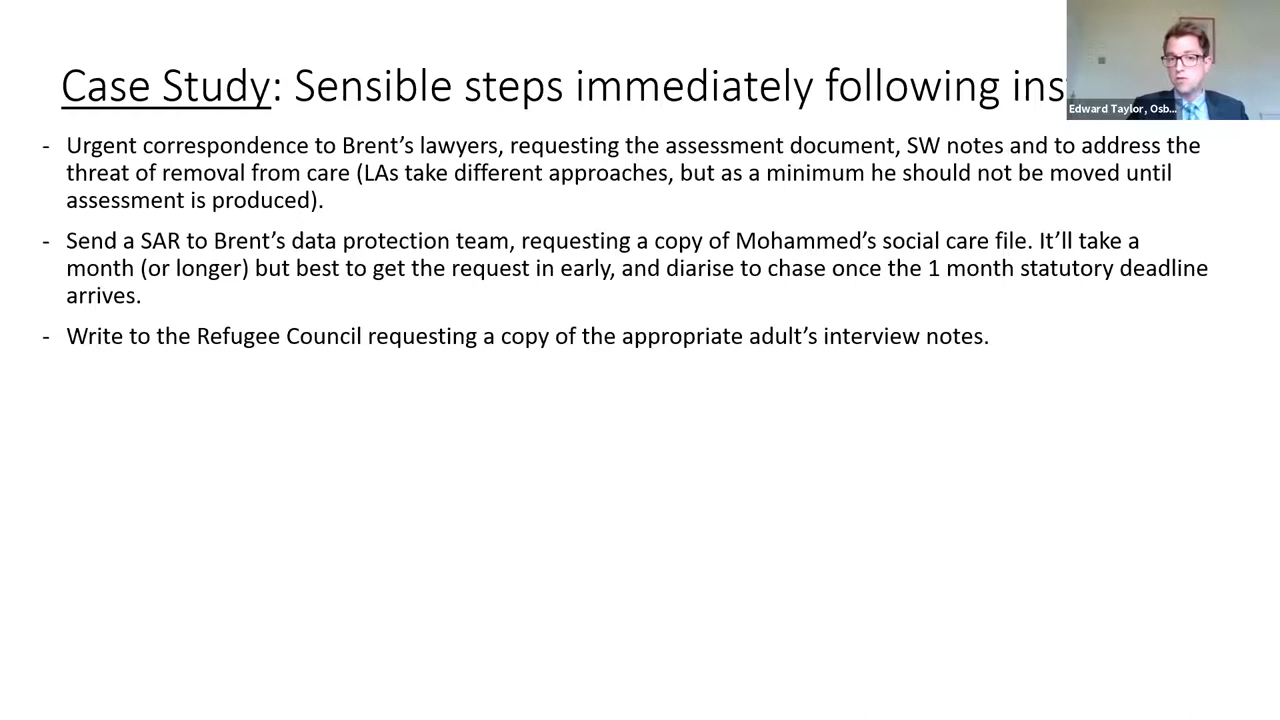 Case Study: Sensible steps immediately following ins
Edward Taylor, Osb...
- Urgent correspondence to Brent’s lawyers, requesting the assessment document, SW notes and to address the
threat of removal from care (LAs take different approaches, but as a minimum he should not be moved until
assessment is produced).
- Send a SAR to Brent’s data protection team, requesting a copy of Mohammed’s social care file. It’ll take a
month (or longer) but best to get the request in early, and diarise to chase once the 1 month statutory deadline
arrives.
- Write to the Refugee Council requesting a copy of the appropriate adult’s interview notes.